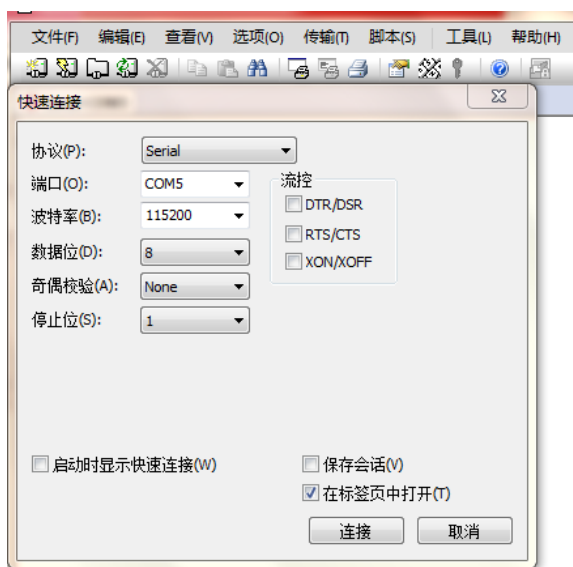 文件(F) 编辑(E) 查看(V) 选项(O) 传输(T) 脚本(S) 工具(L) 帮助(H)
快速连接
协议(P): Serial
端口(O): COM5
流控
波特率(B): 115200
DTR/DSR
RTS/CTS
数据位(D): 8
XON/XOFF
奇偶校验(A): None
停止位(S): 1
启动时显示快速连接(W)
保存会话(V)
在标签页中打开(T)
连接 取消